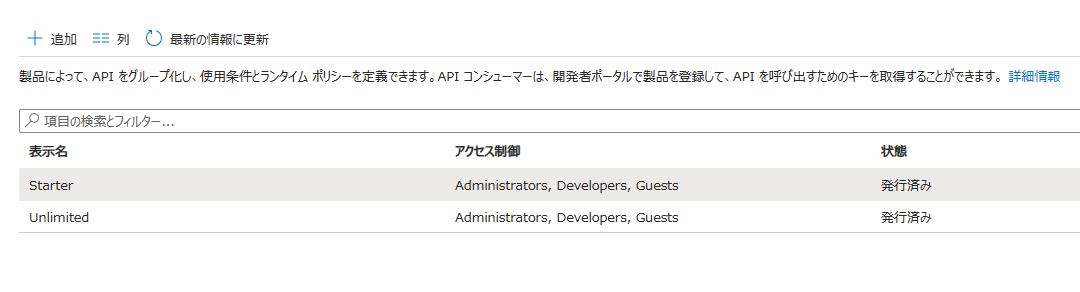 追加 列 最新の情報に更新
製品によって、API をグループ化し、使用条件とランタイム ポリシーを定義できます。API コンシューマーは、開発者ポータルで製品を登録して、API を呼び出すためのキーを取得することができます。 詳細情報
項目の検索とフィルター...
表示名 アクセス制御 状態
Starter Administrators, Developers, Guests 発行済み
Unlimited Administrators, Developers, Guests 発行済み